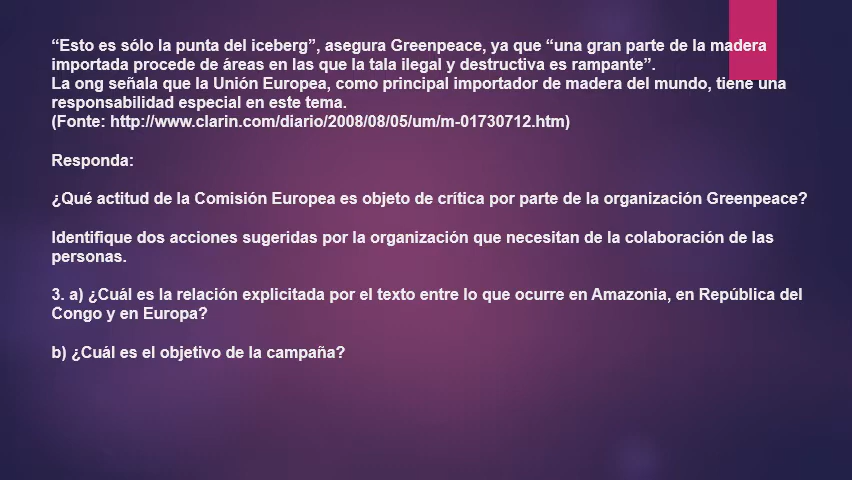 “Esto es sólo la punta del iceberg”, asegura Greenpeace, ya que “una gran parte de la madera
importada procede de áreas en las que la tala ilegal y destructiva es rampante”.
La ong señala que la Unión Europea, como principal importador de madera del mundo, tiene una
responsabilidad especial en este tema.
(Fonte: http://www.clarin.com/diario/2008/08/05/um/m-01730712.htm)
Responda:
¿Qué actitud de la Comisión Europea es objeto de crítica por parte de la organización Greenpeace?
Identifique dos acciones sugeridas por la organización que necesitan de la colaboración de las
personas.
3. a) ¿Cuál es la relación explicitada por el texto entre lo que ocurre en Amazonia, en República del
Congo y en Europa?
b) ¿Cuál es el objetivo de la campaña?